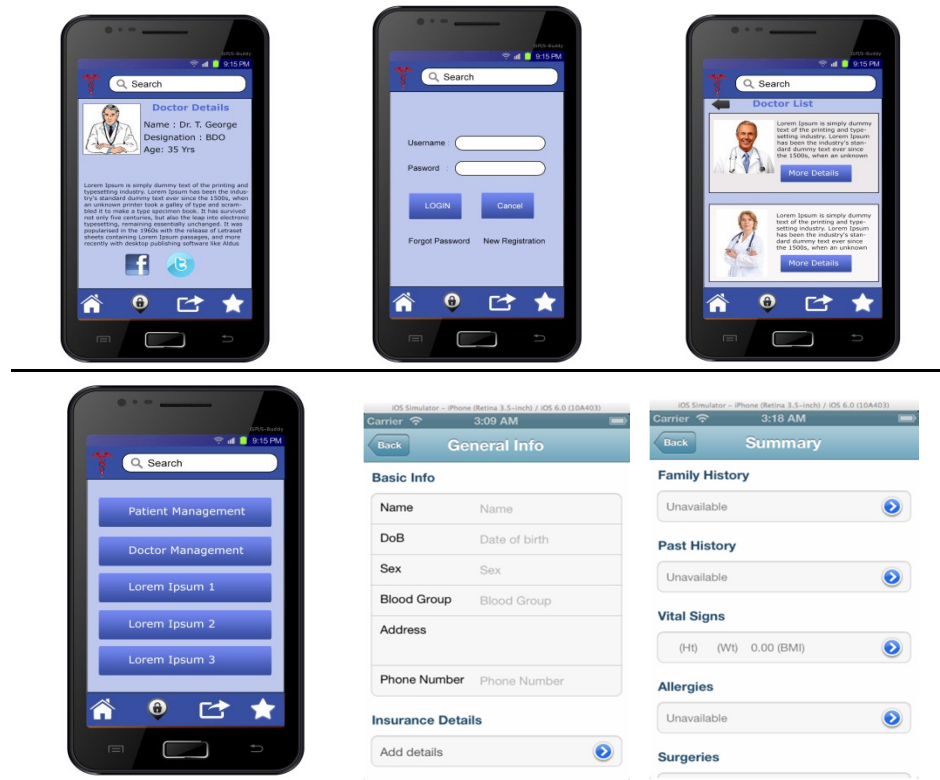 GPUS-Buddy
9:15 PM
Search
Doctor Details
Name : Dr. T. George
Designation : BDO
Age: 35 Yrs
Lorem Ipsum is simply dummy text of the printing and
typesetting industry. Lorem Ipsum has been the indus-
try's standard dummy text ever since the 1500s, when
an unknown printer took a galley of type and scram-
bled it to make a type specimen book. It has survived
not only five centuries, but also the leap into electronic
typesetting, remaining essentially unchanged. It was
popularised in the 1960s with the release of Letraset
sheets containing Lorem Ipsum passages, and more
recently with desktop publishing software like Aldus
9:15 PM
Search
Username :
Pasword :
LOGIN
Cancel
Forgot Password
New Registration
9:15 PM
Search
Doctor List
Lorem Ipsum is simply dummy
text of the printing and type-
setting industry. Lorem Ipsum
has been the industry's stan-
dard dummy text ever since
the 1500s, when an unknown
More Details
Lorem Ipsum is simply dummy
text of the printing and type-
setting industry. Lorem Ipsum
has been the industry's stan-
dard dummy text ever since
the 1500s, when an unknown
More Details
9:15 PM
Search
Patient Management
Doctor Management
Lorem Ipsum 1
Lorem Ipsum 2
Lorem Ipsum 3
iOS Simulator – iPhone (Retina 3.5-inch) / iOS 6.0 (10A403)
Carrier 3:09 AM
Back General Info
Basic Info
Name Name
DoB Date of birth
Sex Sex
Blood Group Blood Group
Address
Phone Number Phone Number
Insurance Details
Add details
iOS Simulator – iPhone (Retina 3.5-inch) / iOS 6.0 (10A403)
Carrier 3:18 AM
Back Summary
Family History
Unavailable
Past History
Unavailable
Vital Signs
(Ht) (Wt) 0.00 (BMI)
Allergies
Unavailable
Surgeries